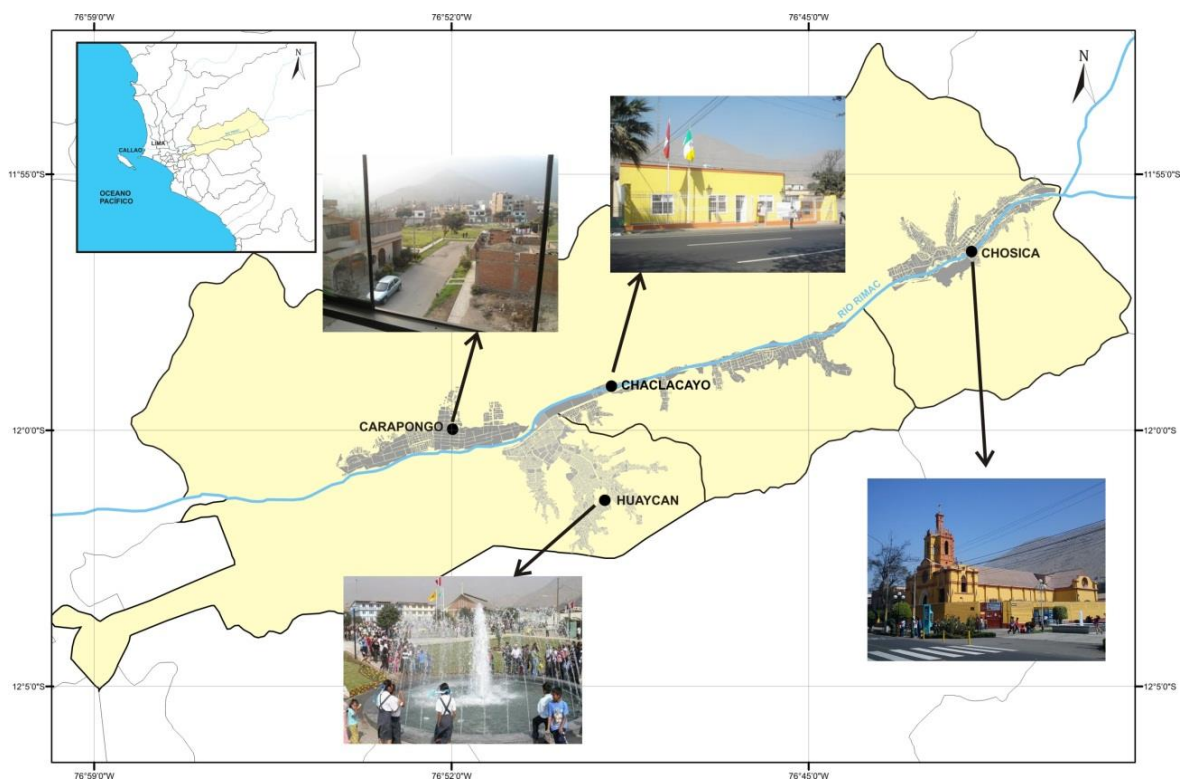 76°59'0"W
76°52'0"W
76°45'0"W
N
N
LIMA
CALLAO
OCEANO
PACÍFICO
11°55'0"S
11°55'0"S
CHOSICA
RIO RIMAC
CHACLACAYO
CARAPONGO
12°0'0"S
12°0'0"S
HUAYCAN
12°5'0"S
12°5'0"S
76°59'0"W
76°52'0"W
76°45'0"W